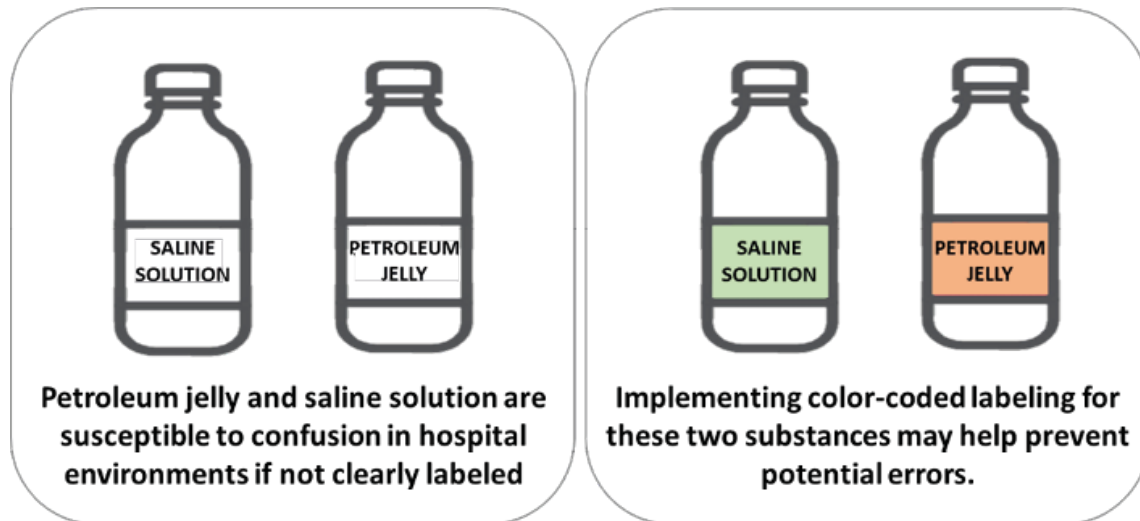 SALINE
SOLUTION
PETROLEUM
JELLY
Petroleum jelly and saline solution are
susceptible to confusion in hospital
environments if not clearly labeled
SALINE
SOLUTION
PETROLEUM
JELLY
Implementing color-coded labeling for
these two substances may help prevent
potential errors.